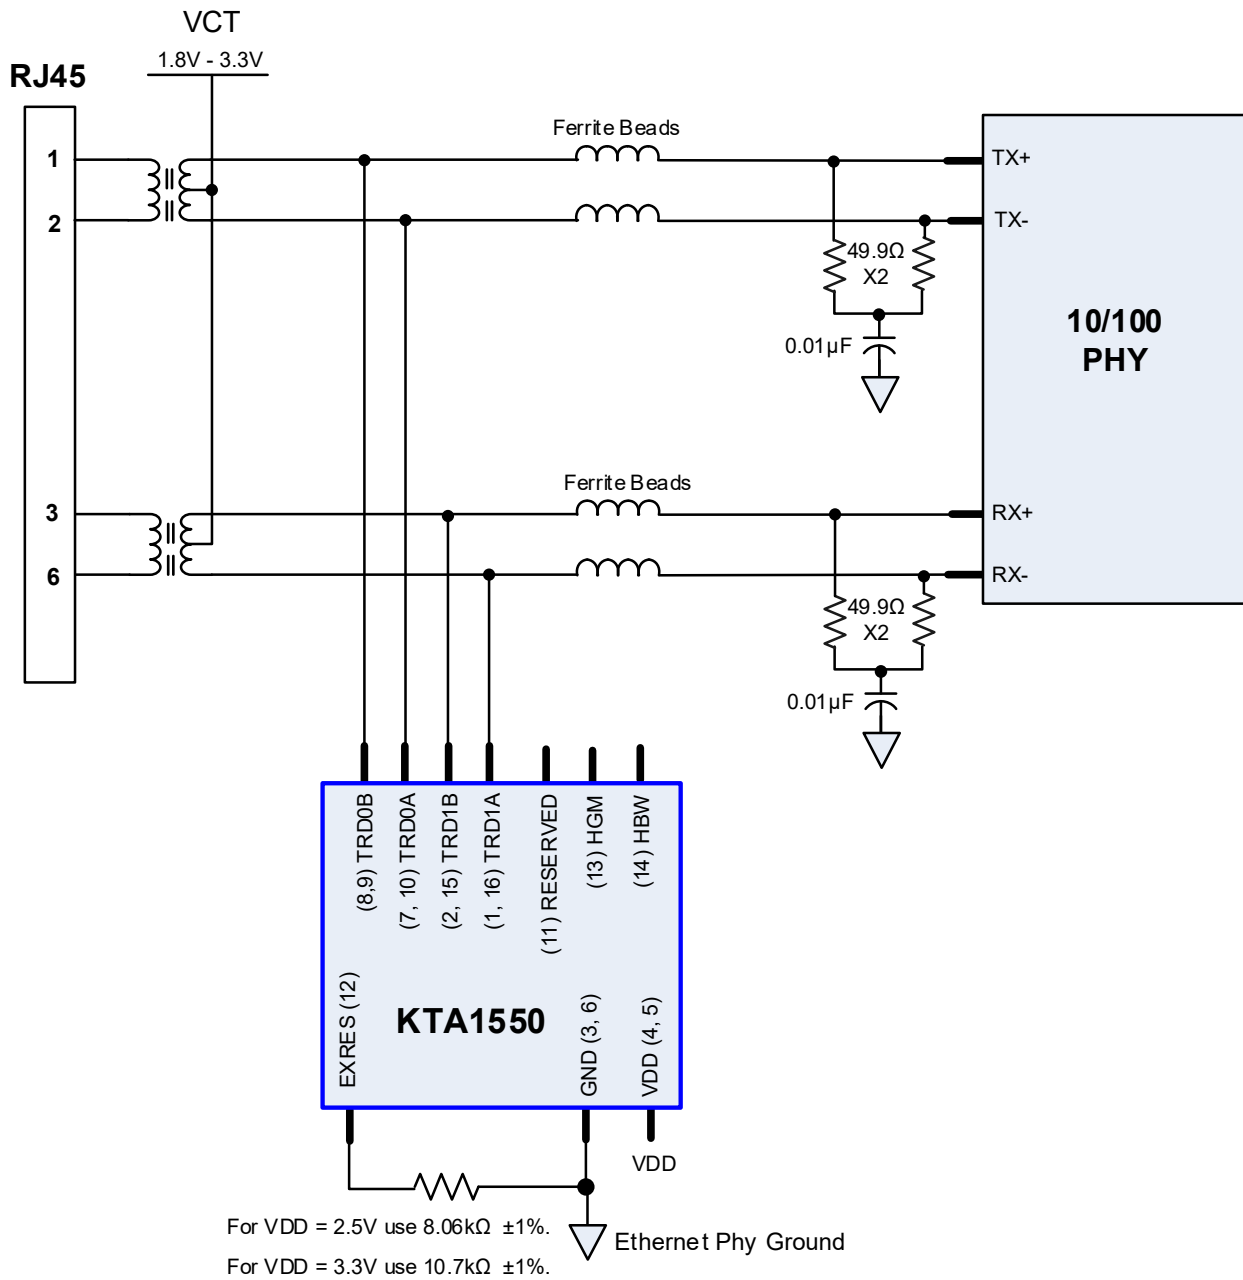 VCT
1.8V - 3.3V
RJ45
Ferrite Beads
1
TX+
2
TX-
49.9Ω
X2
10/100
PHY
0.01µF
Ferrite Beads
3
RX+
6
RX-
49.9Ω
X2
0.01µF
(8,9) TRD0B
(7, 10) TRD0A
(2, 15) TRD1B
(1, 16) TRD1A
(11) RESERVED
(13) HGM
(14) HBW
KTA1550
EXRES (12)
GND (3, 6)
VDD (4, 5)
VDD
For VDD = 2.5V use 8.06kΩ ±1%.
Ethernet Phy Ground
For VDD = 3.3V use 10.7kΩ ±1%.